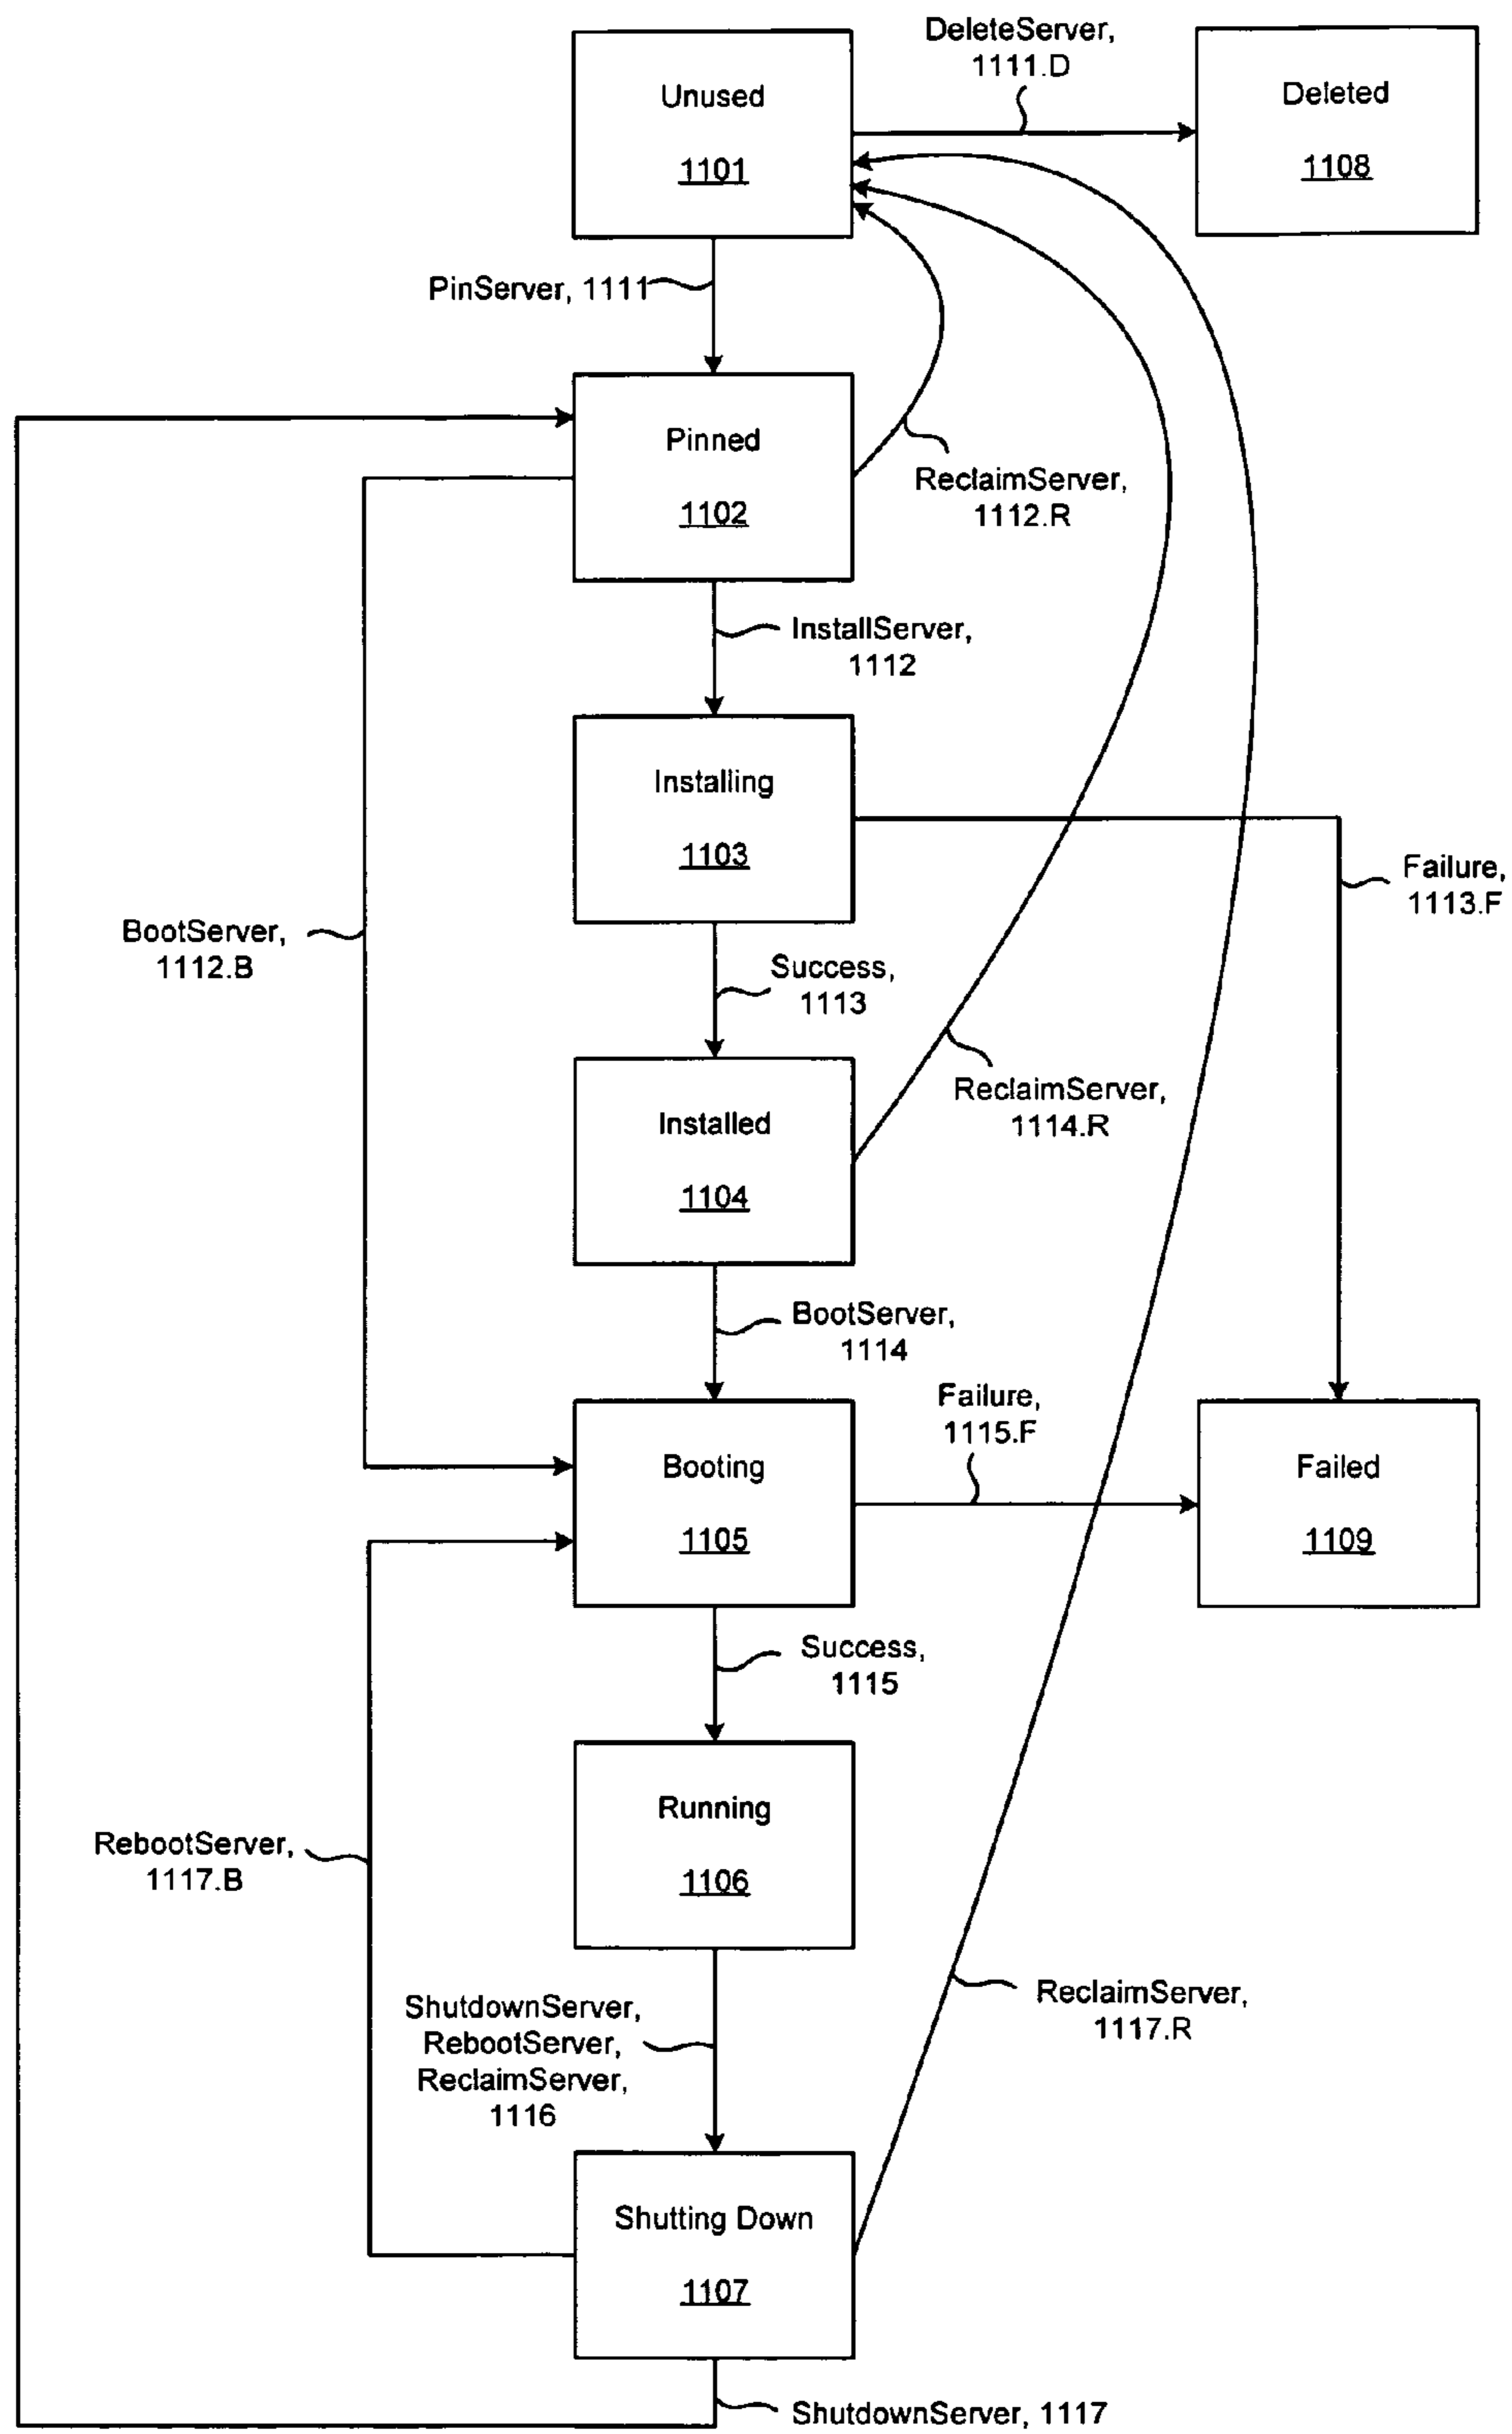 DeleteServer,
1111.D
Unused
1101
Deleted
1108
PinServer, 1111
Pinned
1102
ReclaimServer,
1112.R
InstallServer,
1112
Installing
1103
Failure,
1113.F
BootServer,
1112.B
Success,
1113
ReclaimServer,
1114.R
Installed
1104
BootServer,
1114
Failure,
1115.F
Booting
1105
Failed
1109
Success,
1115
Running
1106
RebootServer,
1117.B
ShutdownServer,
RebootServer,
ReclaimServer,
1116
ReclaimServer,
1117.R
Shutting Down
1107
ShutdownServer, 1117